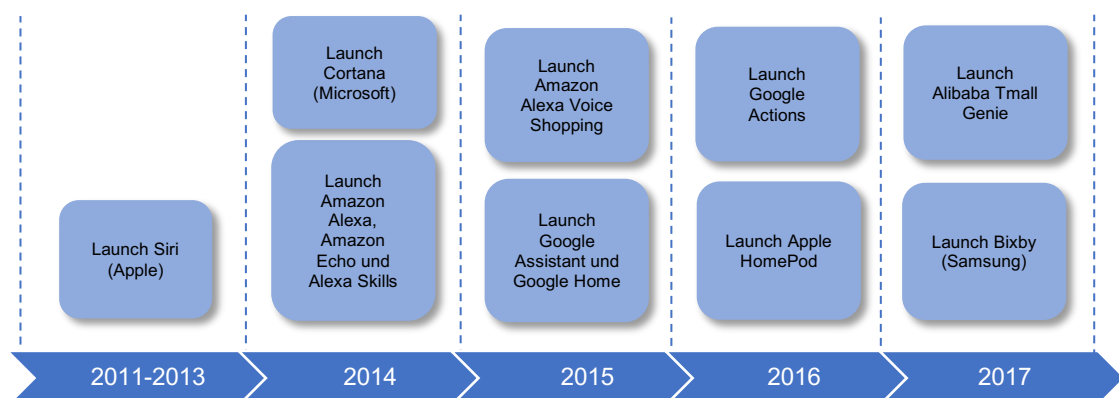 Launch
Cortana
(Microsoft)
Launch
Amazon
Alexa Voice
Shopping
Launch
Google
Actions
Launch
Alibaba Tmall
Genie
Launch Siri
(Apple)
Launch
Amazon
Alexa,
Amazon
Echo und
Alexa Skills
Launch
Google
Assistant und
Google Home
Launch Apple
HomePod
Launch Bixby
(Samsung)
2011-2013
2014
2015
2016
2017